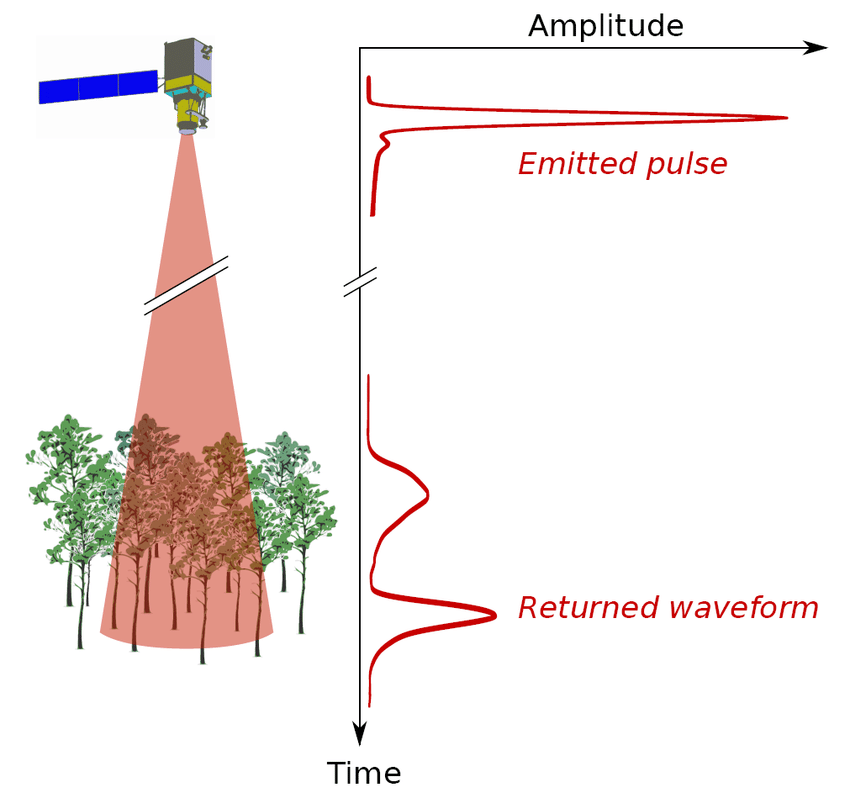 Amplitude
Emitted pulse
Returned waveform
Time